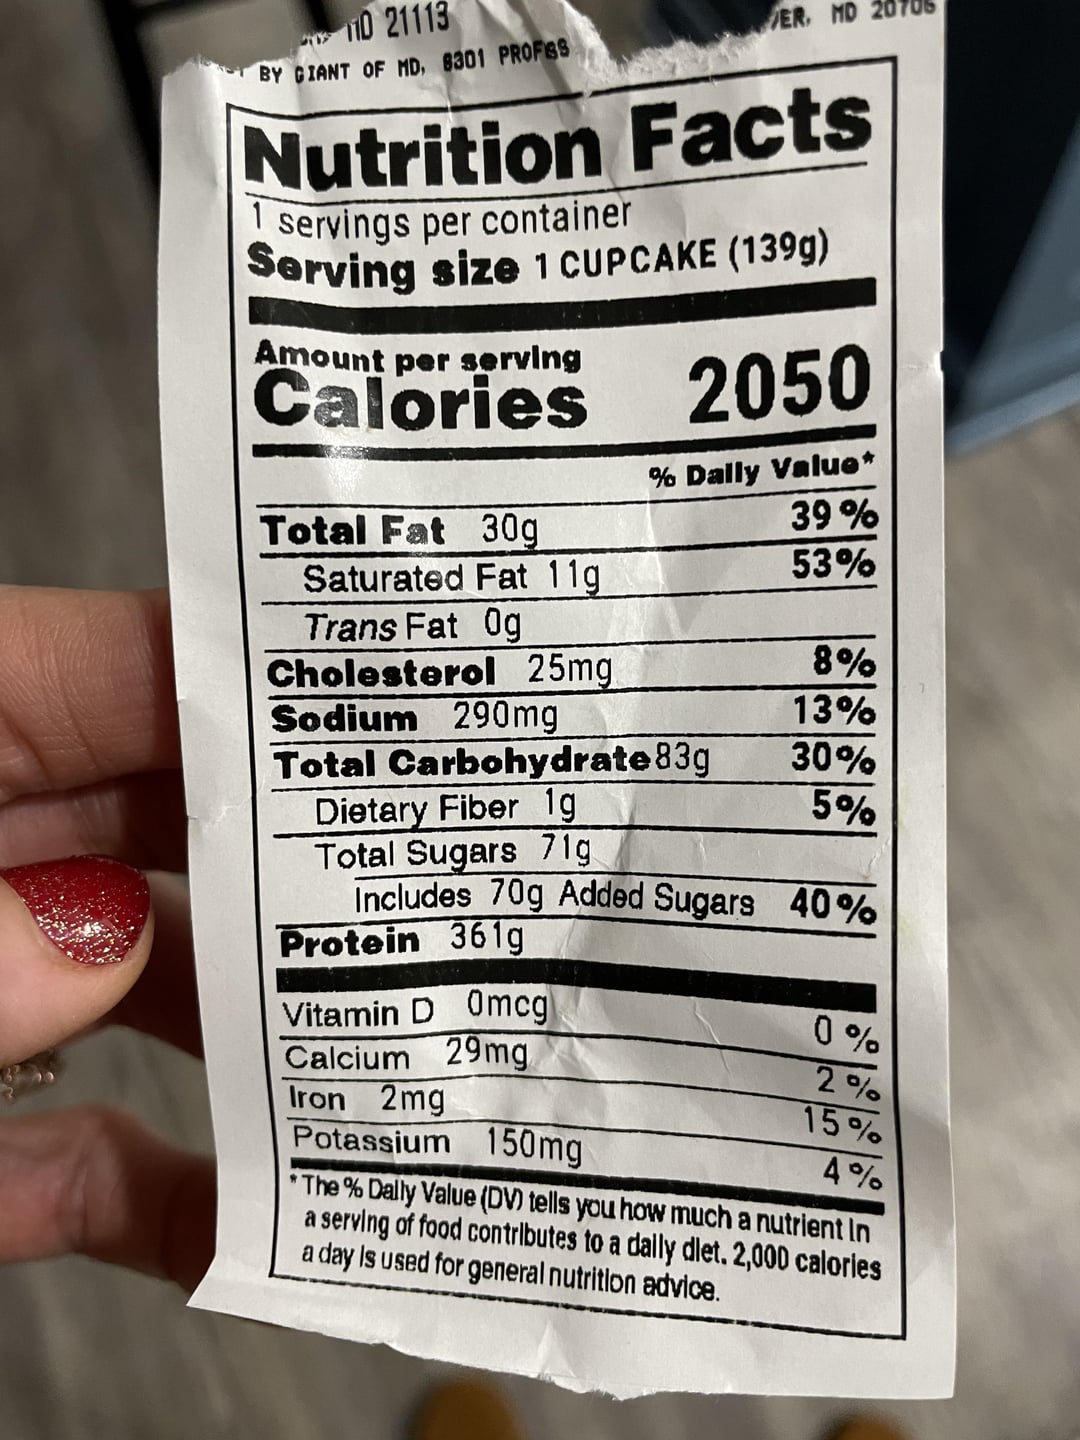 MD 21113
BY GIANT OF MD, 8301 PROFES
VER, MD 20706
Nutrition Facts
1 servings per container
Serving size 1 CUPCAKE (139g)
Amount per serving
Calories 2050
% Daily Value*
Total Fat 30g 39%
Saturated Fat 11g 53%
Trans Fat 0g
Cholesterol 25mg 8%
Sodium 290mg 13%
Total Carbohydrate 83g 30%
Dietary Fiber 1g 5%
Total Sugars 71g
Includes 70g Added Sugars 40%
Protein 361g
Vitamin D 0mcg 0%
Calcium 29mg 2%
Iron 2mg 15%
Potassium 150mg 4%
*The % Daily Value (DV) tells you how much a nutrient in
a serving of food contributes to a daily diet. 2,000 calories
a day is used for general nutrition advice.